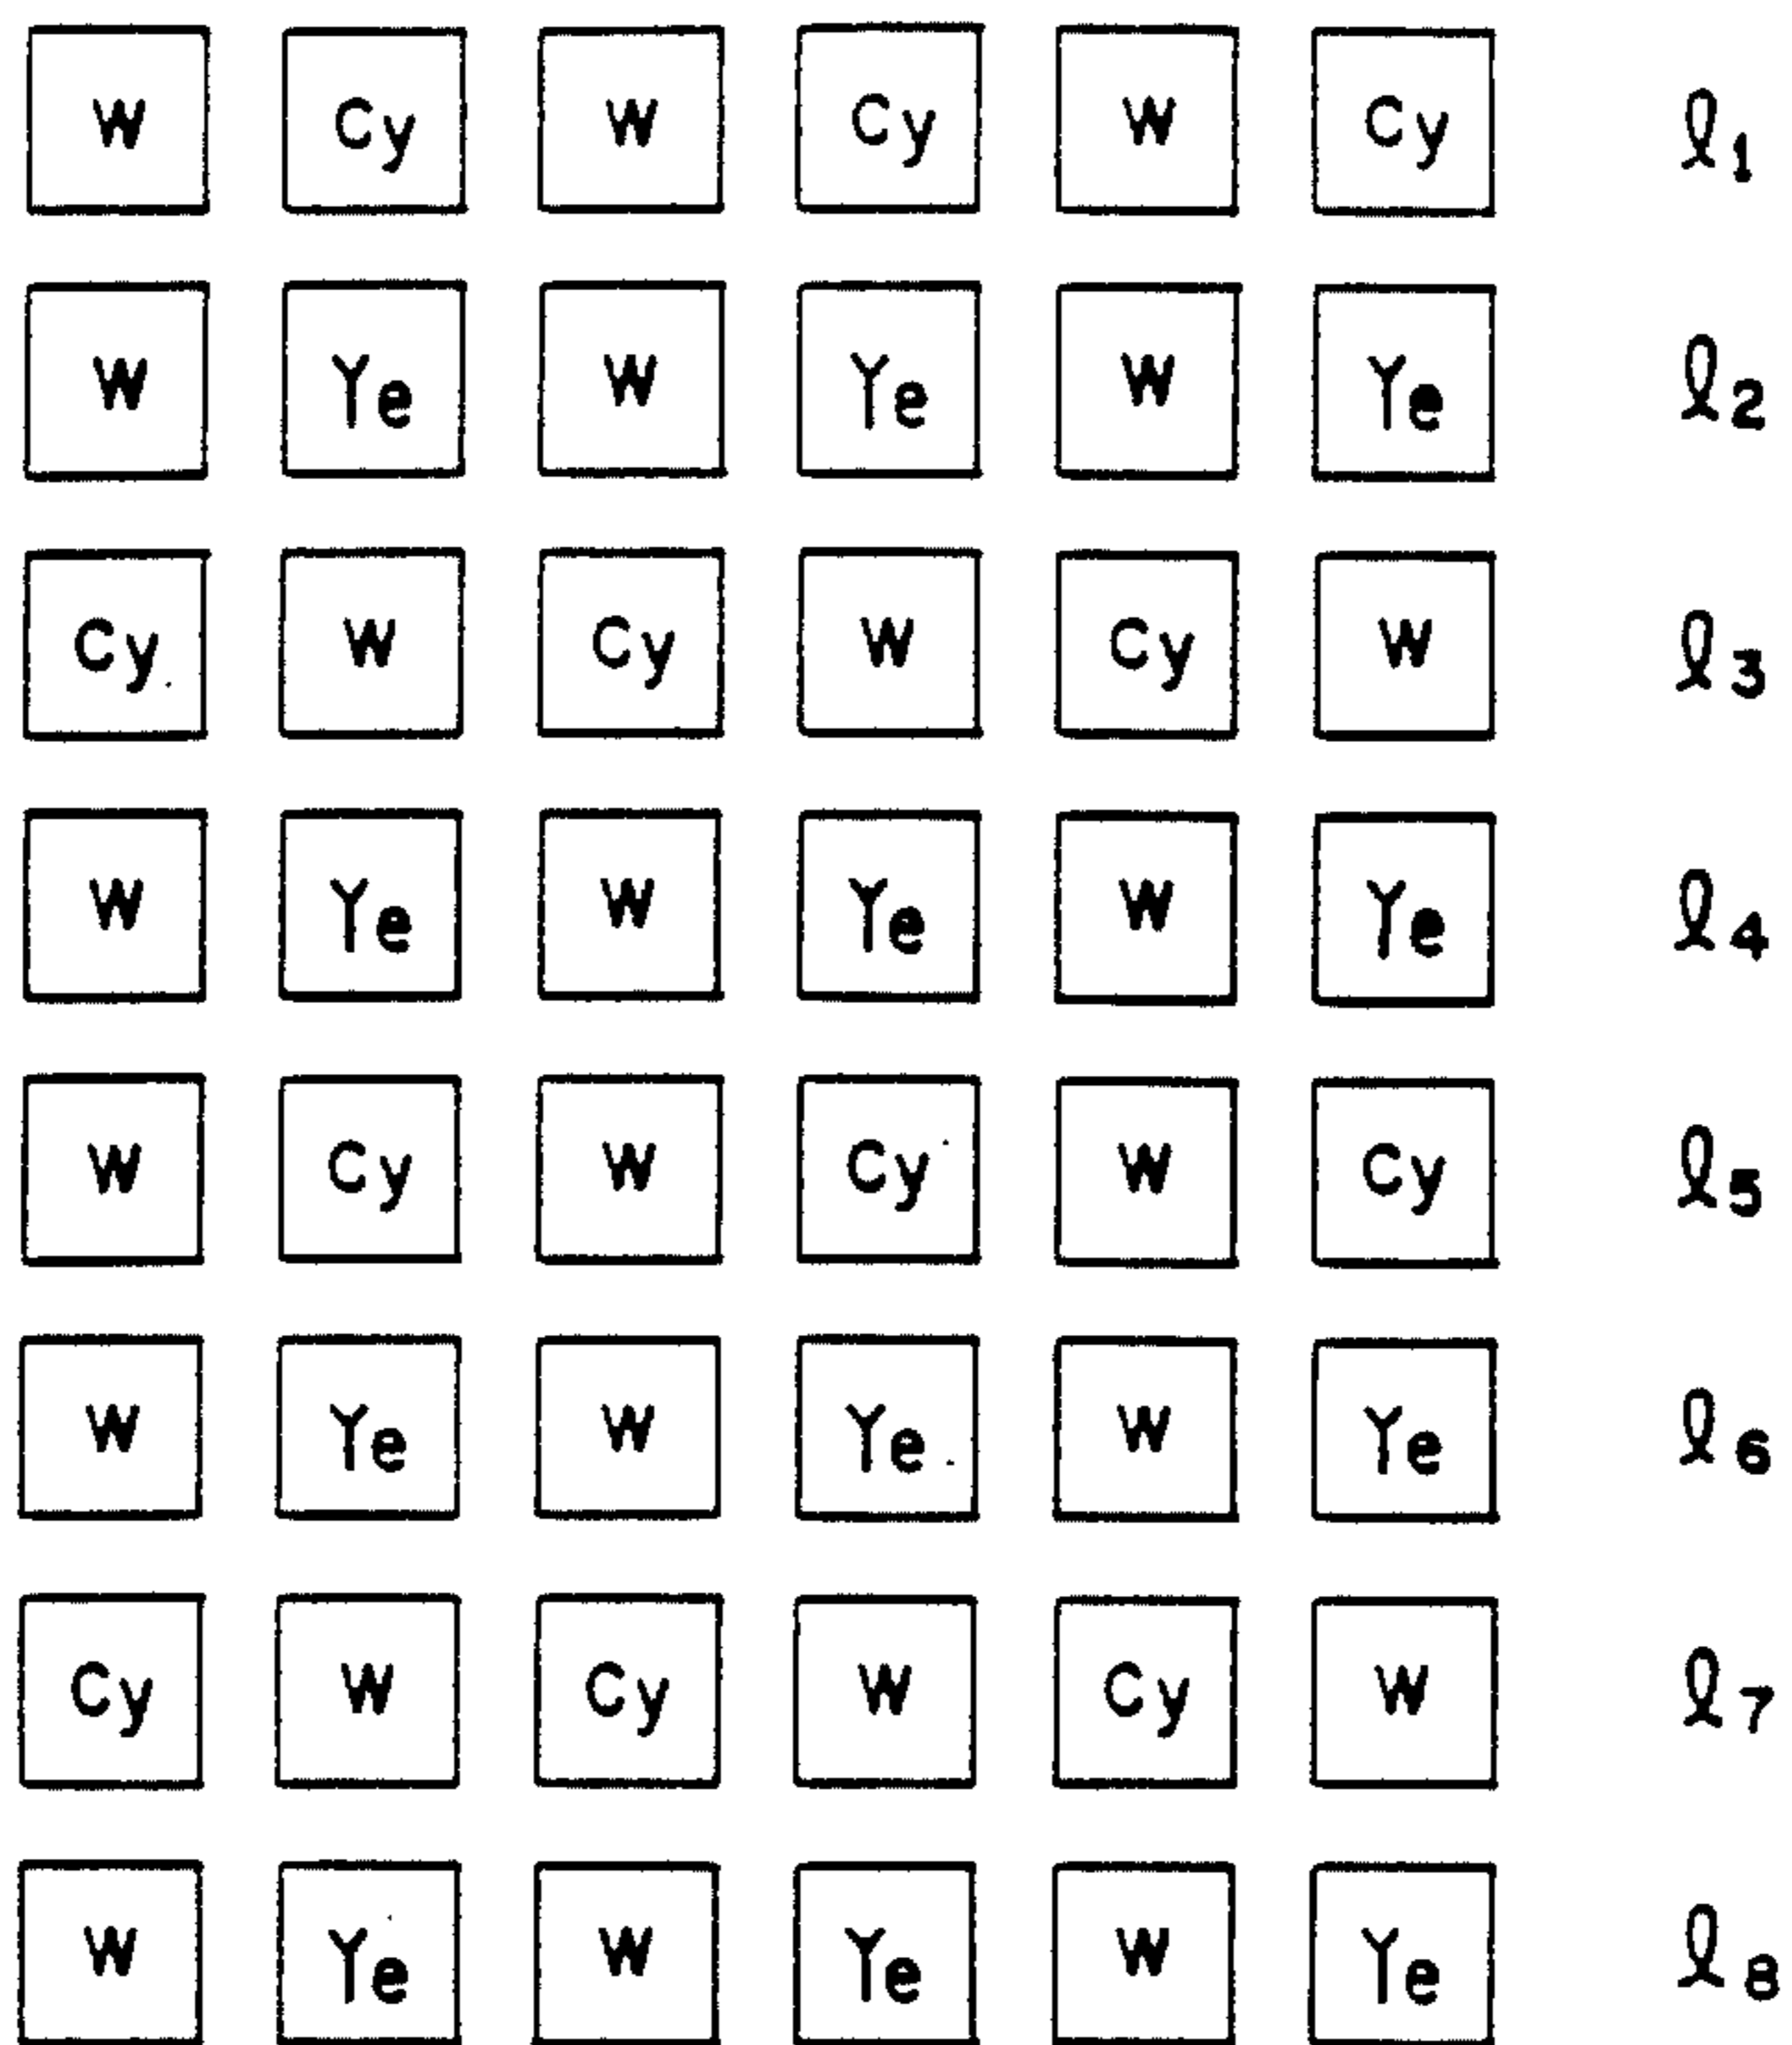 W Cy W Cy W Cy ℓ1
W Ye W Ye W Ye ℓ2
Cy W Cy W Cy W ℓ3
W Ye W Ye W Ye ℓ4
W Cy W Cy W Cy ℓ5
W Ye W Ye W Ye ℓ6
Cy W Cy W Cy W ℓ7
W Ye W Ye W Ye ℓ8